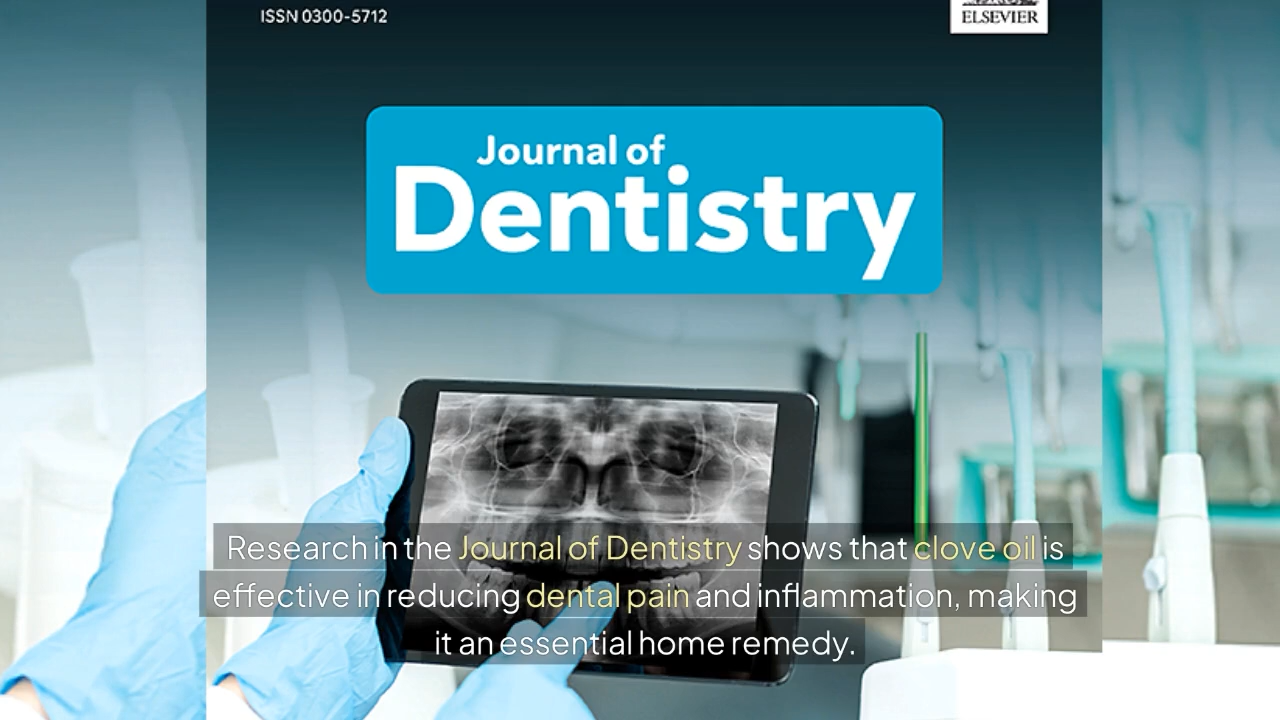 ISSN 0300-5712
ELSEVIER
Journal of
Dentistry
Research in the Journal of Dentistry shows that clove oil is
effective in reducing dental pain and inflammation, making
it an essential home remedy.